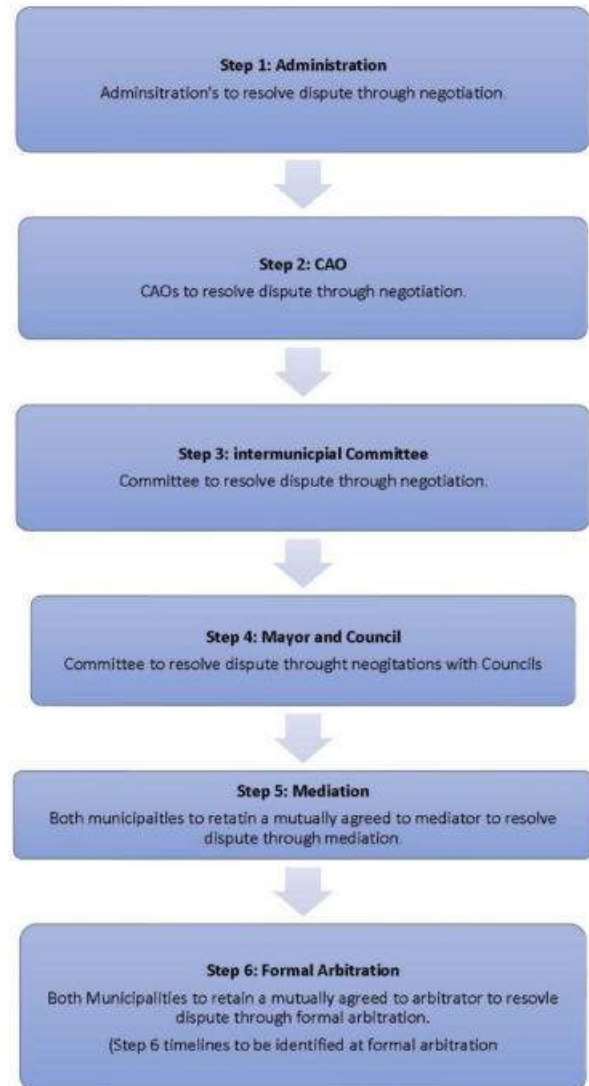 Step 1: Administration
Adminsitration's to resolve dispute through negotiation.
Step 2: CAO
CAOs to resolve dispute through negotiation.
Step 3: intermunicpial Committee
Committee to resolve dispute through negotiation.
Step 4: Mayor and Council
Committee to resolve dispute throught neogitations with Councils
Step 5: Mediation
Both municipaitles to retatin a mutually agreed to mediator to resolve
dispute through mediation.
Step 6: Formal Arbitration
Both Municipalities to retain a mutually agreed to arbitrator to resovle
dispute through formal arbitration.
(Step 6 timelines to be identified at formal arbitration